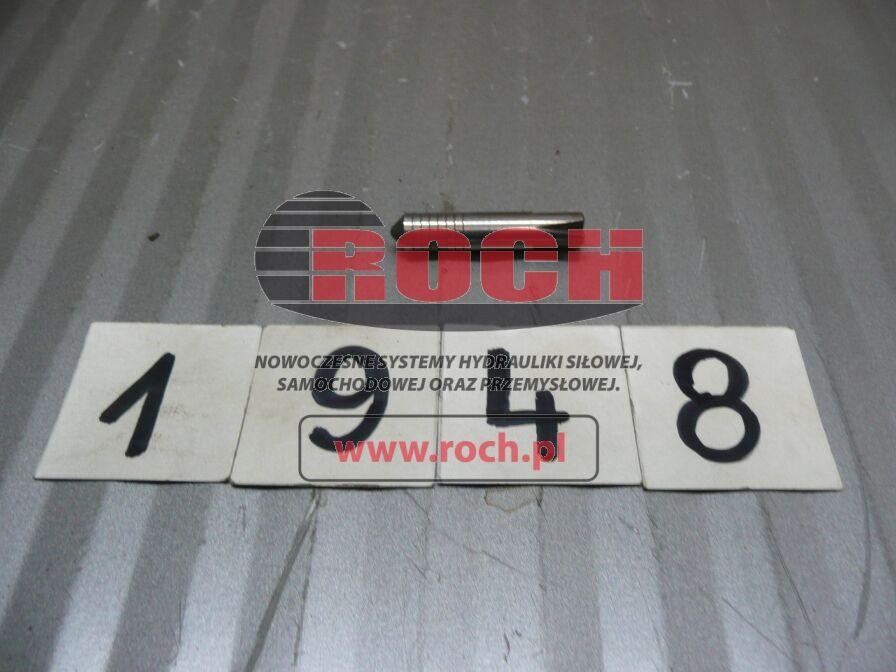 ROCH
NOWOCZESNE SYSTEMY HYDRAULIKI SIŁOWEJ,
SAMOCHODOWEJ ORAZ PRZEMYSŁOWEJ.
1 9 4 8
www.roch.pl